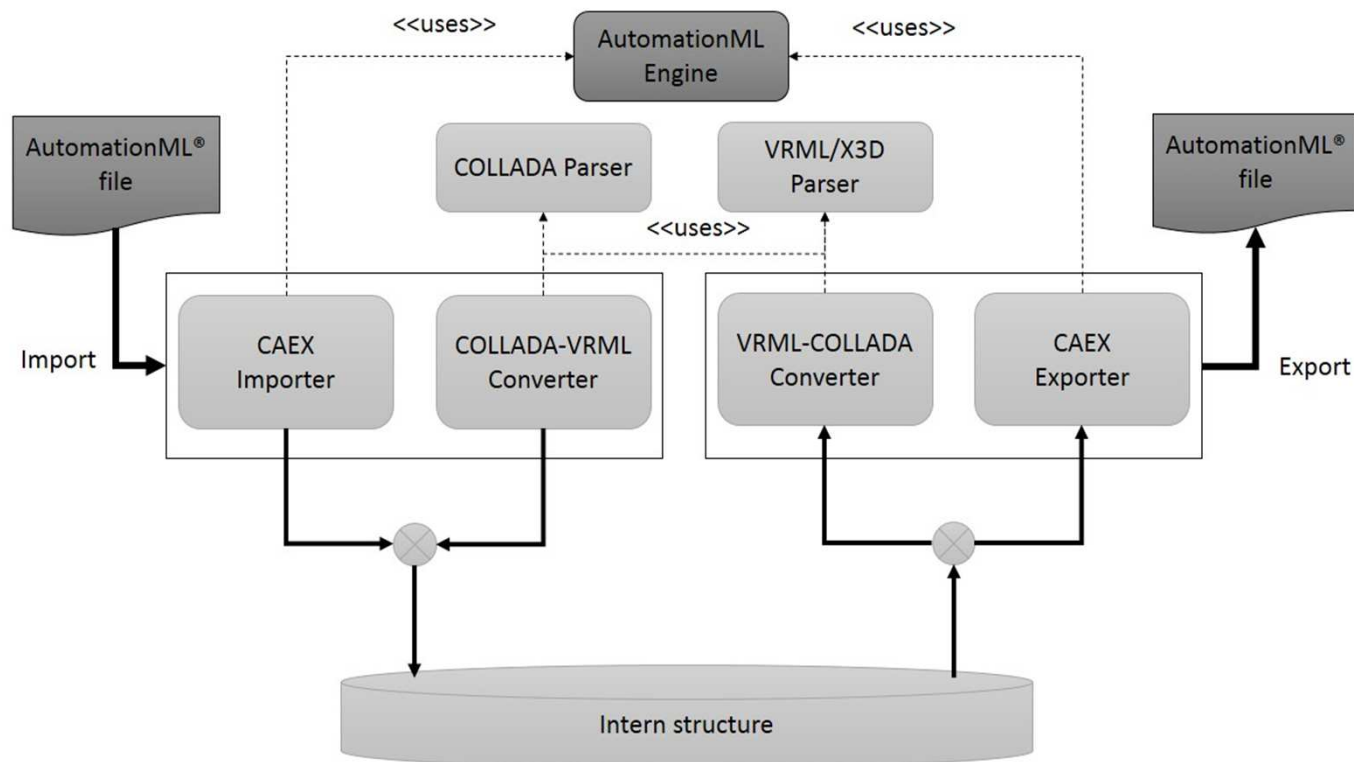 <<uses>>
<<uses>>
AutomationML
Engine
AutomationML®
file
COLLADA Parser
VRML/X3D
Parser
AutomationML®
file
<<uses>>
Import
CAEX
Importer
COLLADA-VRML
Converter
VRML-COLLADA
Converter
CAEX
Exporter
Export
Intern structure